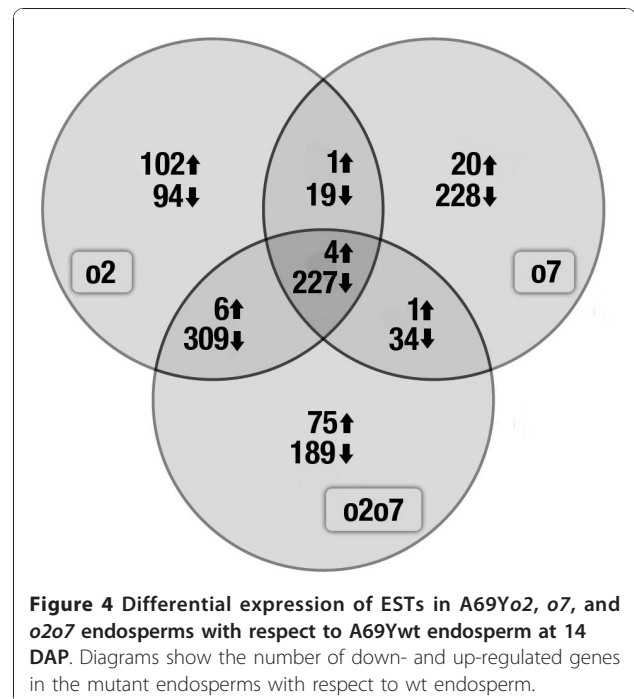 102⬆
94⬇
1⬆
19⬇
20⬆
228⬇
o2
4⬆
227⬇
o7
6⬆
309⬇
1⬆
34⬇
75⬆
189⬇
o2o7
Figure 4 Differential expression of ESTs in A69Yo2, o7, and
o2o7 endosperms with respect to A69Ywt endosperm at 14
DAP. Diagrams show the number of down- and up-regulated genes
in the mutant endosperms with respect to wt endosperm.